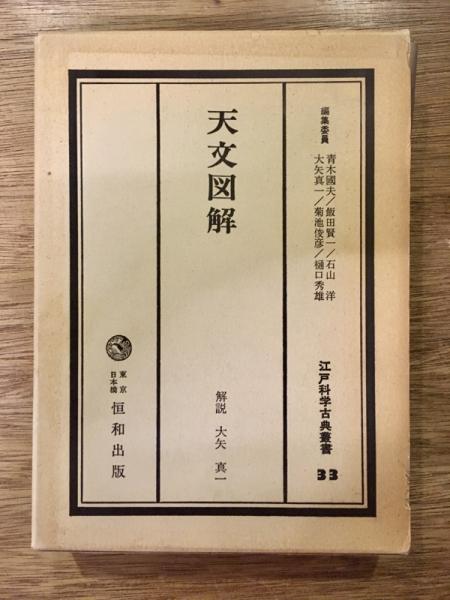 編集委員
青木國夫/飯田賢一/石山 洋
大矢真一/菊池俊彦/樋口秀雄
江戸科学古典叢書 33
天文図解
解説 大矢 真一
東京
日本橋
恒和出版